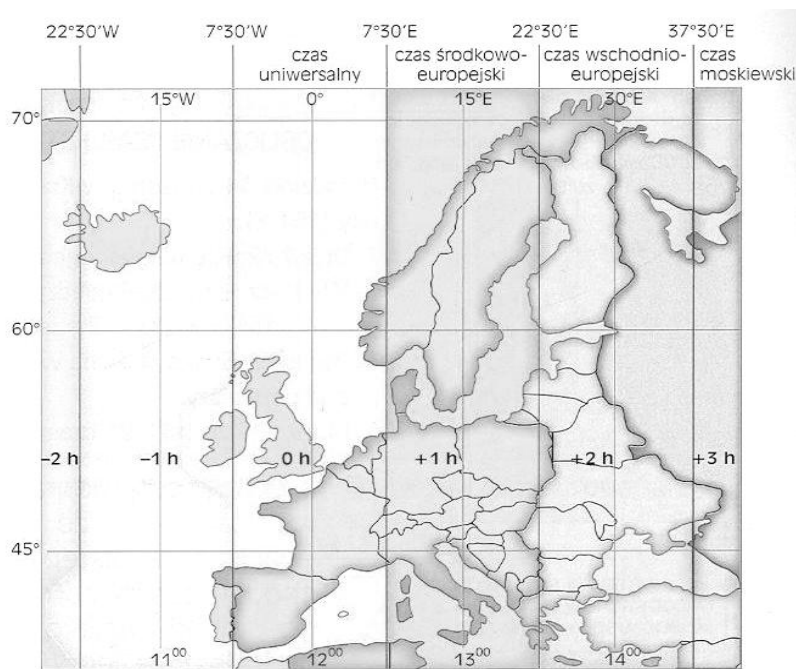 22°30'W 7°30'W 7°30'E 22°30'E 37°30'E
czas uniwersalny
czas środkowo-europejski
czas wschodnio-europejski
czas moskiewski
15°W 0° 15°E 30°E
70°
60°
–2 h –1 h 0 h +1 h +2 h +3 h
45°
11⁰⁰ 12⁰⁰ 13⁰⁰ 14⁰⁰